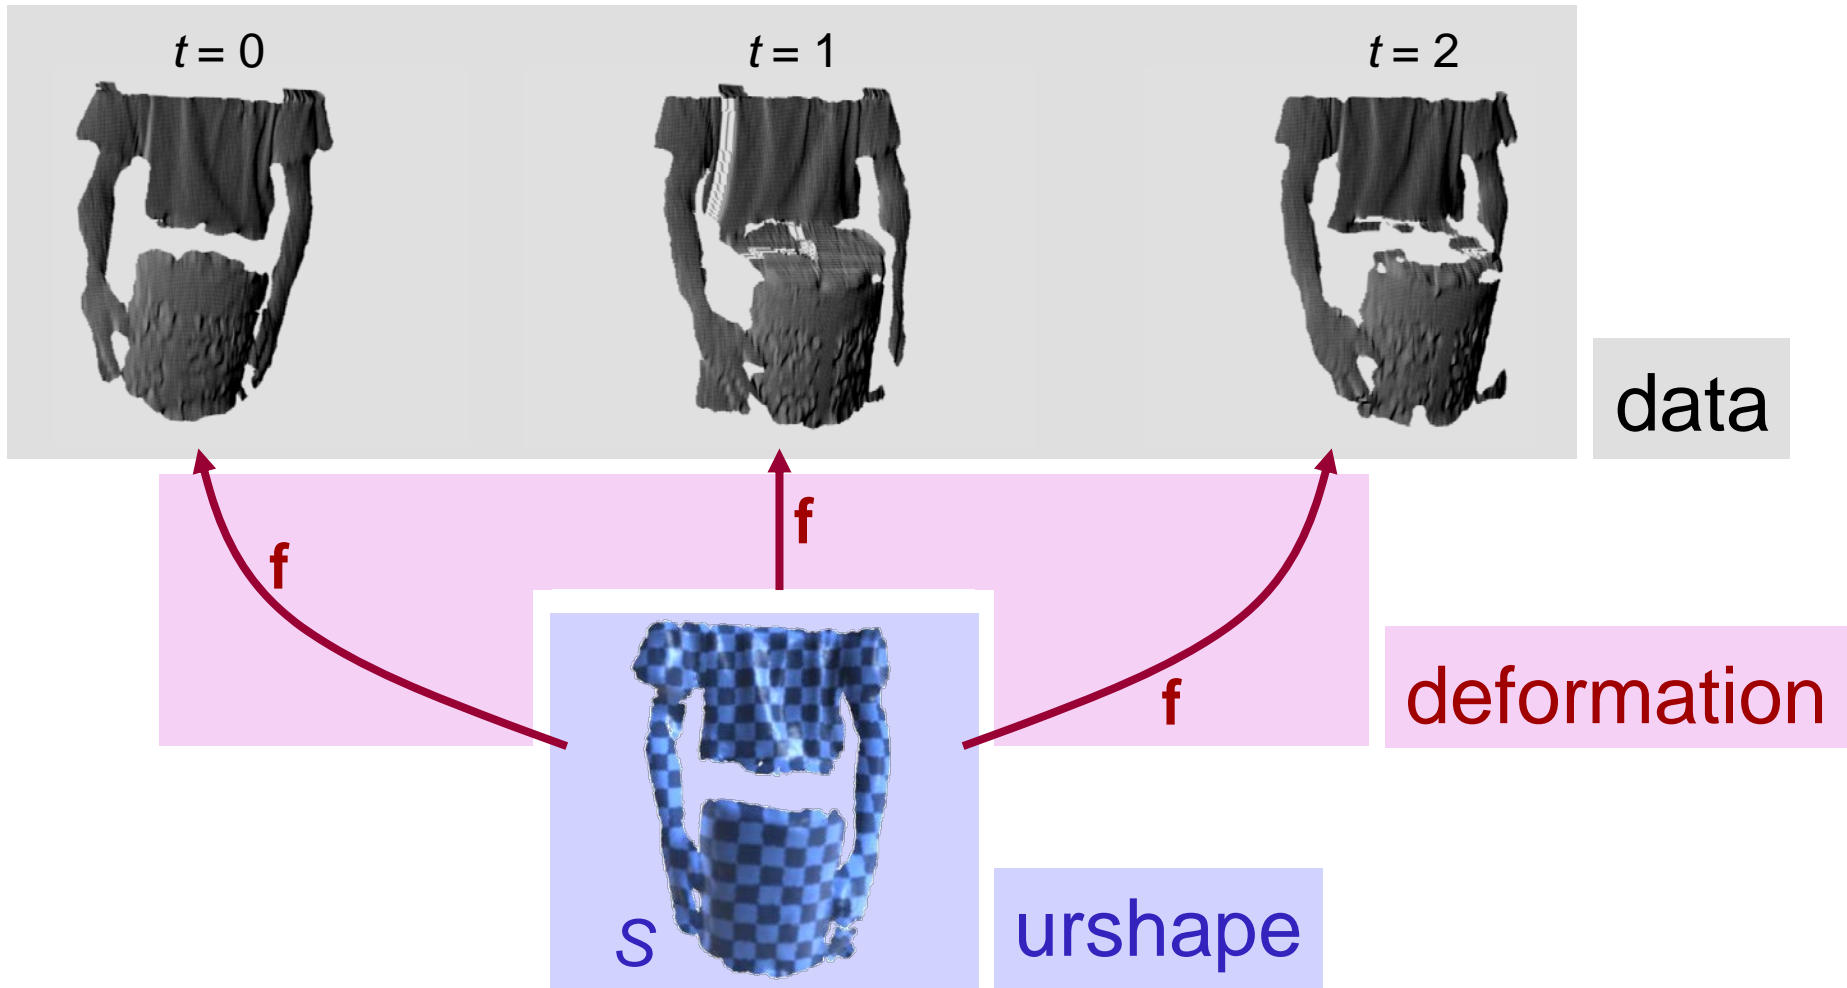 t = 0
t = 1
t = 2
data
f
f
f
deformation
S
urshape